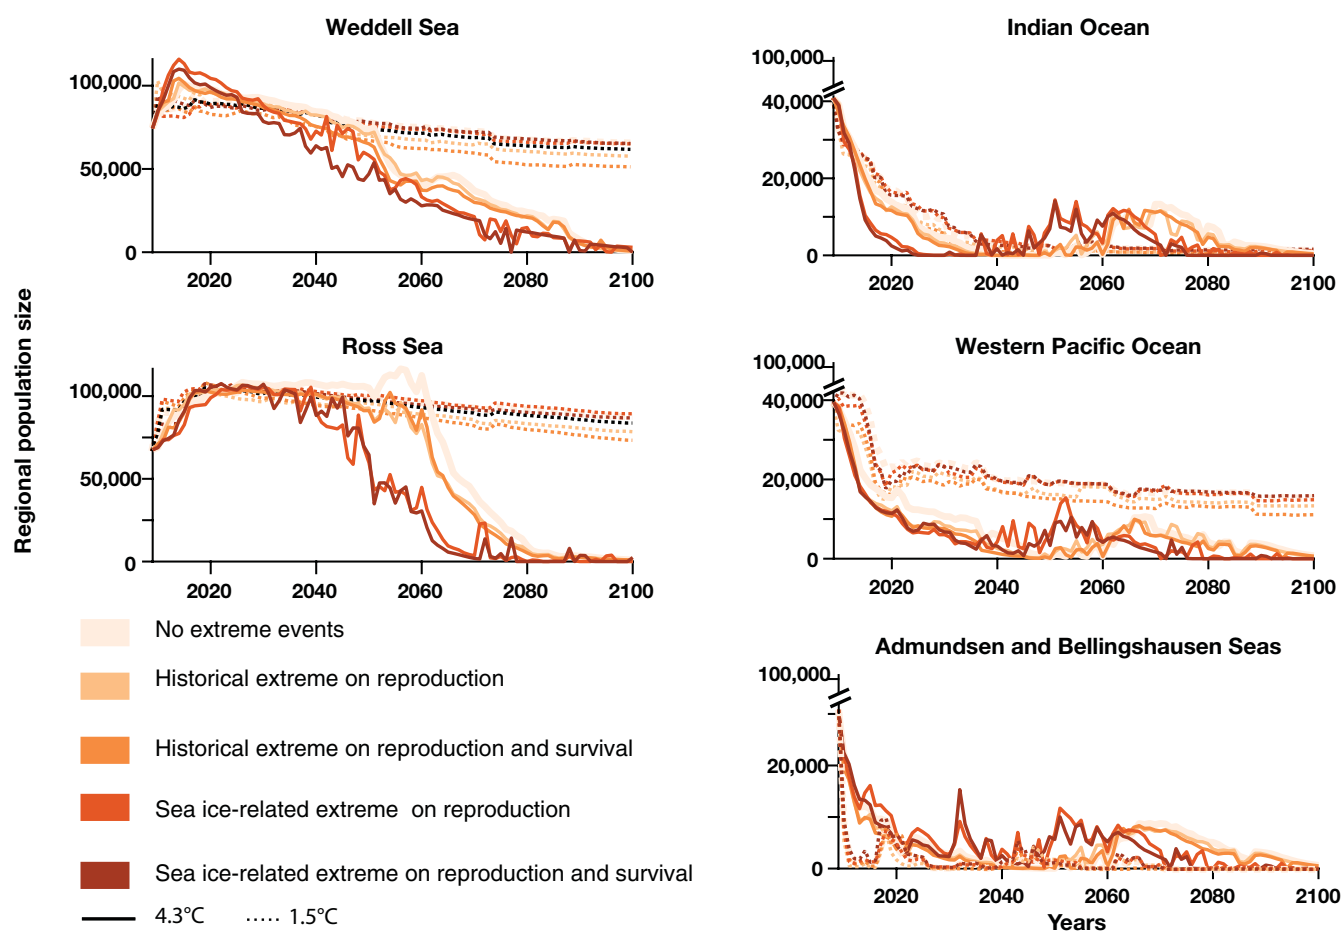 Weddell Sea
100,000
50,000
0
2020 2040 2060 2080 2100
Indian Ocean
100,000
40,000
20,000
0
2020 2040 2060 2080 2100
Regional population size
Ross Sea
100,000
50,000
0
2020 2040 2060 2080 2100
Western Pacific Ocean
100,000
40,000
20,000
0
2020 2040 2060 2080 2100
No extreme events
Historical extreme on reproduction
Historical extreme on reproduction and survival
Sea ice-related extreme on reproduction
Sea ice-related extreme on reproduction and survival
4.3°C 1.5°C
Admundsen and Bellingshausen Seas
100,000
20,000
0
2020 2040 2060 2080 2100
Years